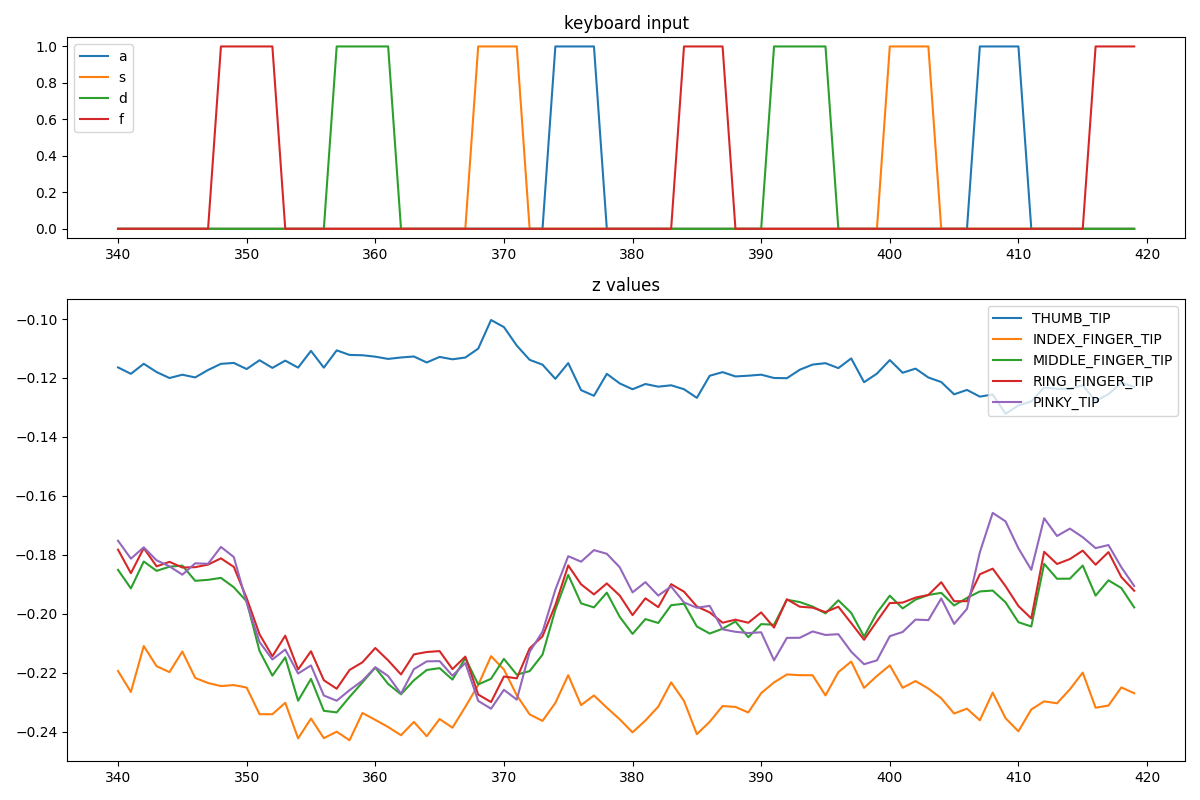 keyboard input
1.0
0.8
0.6
0.4
0.2
0.0
a
s
d
f
340 350 360 370 380 390 400 410 420
z values
−0.10
−0.12
−0.14
−0.16
−0.18
−0.20
−0.22
−0.24
THUMB_TIP
INDEX_FINGER_TIP
MIDDLE_FINGER_TIP
RING_FINGER_TIP
PINKY_TIP
340 350 360 370 380 390 400 410 420